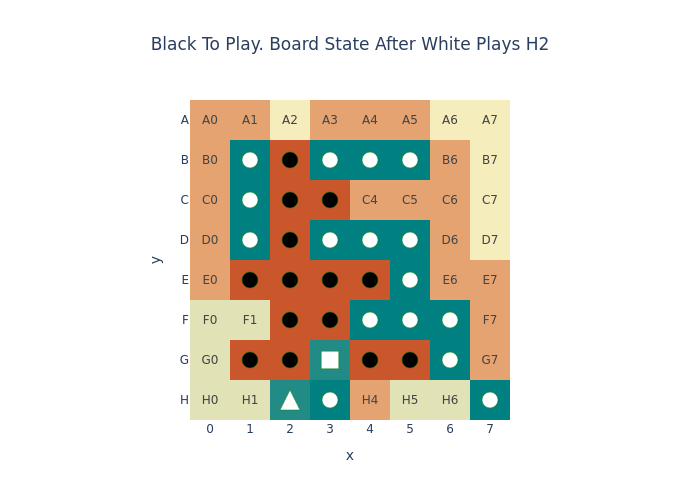 Black To Play. Board State After White Plays H2
A A0 A1 A2 A3 A4 A5 A6 A7
B B0 B6 B7
C C0 C4 C5 C6 C7
D D0 D6 D7
E E0 E6 E7
F F0 F1 F7
G G0 G7
H H0 H1 H4 H5 H6
0 1 2 3 4 5 6 7
x
y